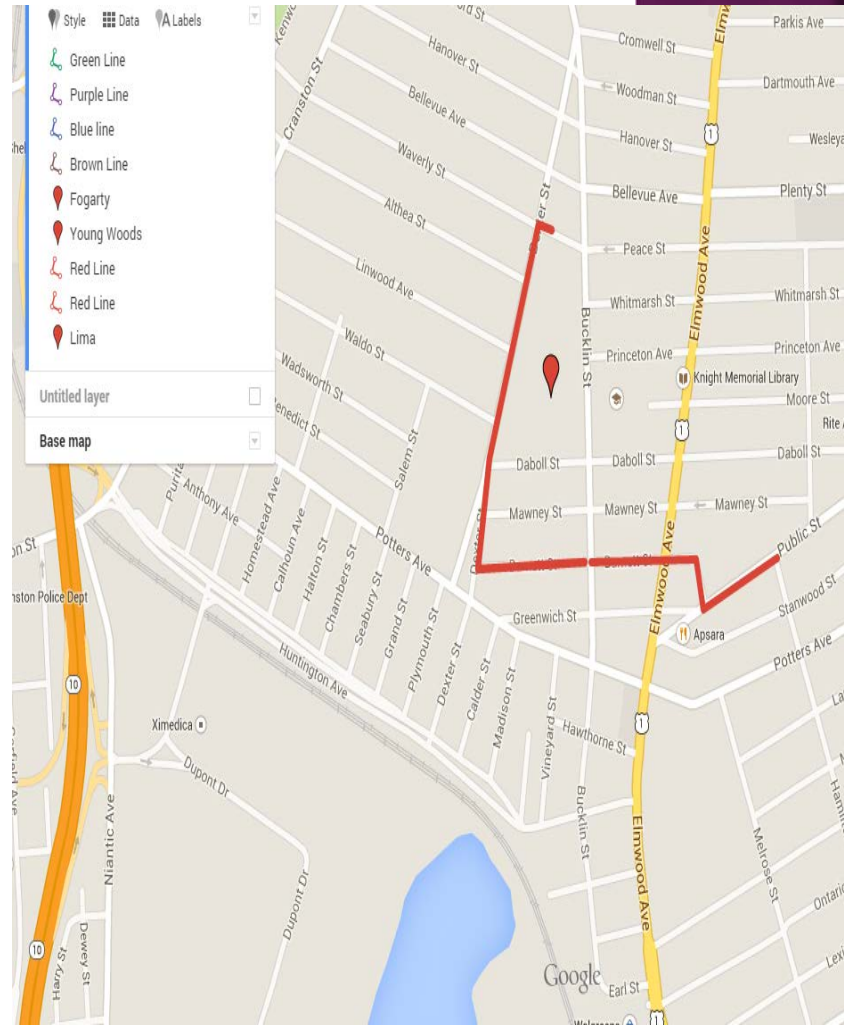 Style Data Labels
Green Line
Purple Line
Blue line
Brown Line
Fogarty
Young Woods
Red Line
Red Line
Lima
Untitled layer
Base map
Parkis Ave
Cromwell St
Hanover St
Cranston St
Woodman St
Dartmouth Ave
Bellevue Ave
Hanover St
1
Waverly St
Bellevue Ave
Plenty St
Althea St
Peace St
Linwood Ave
Elmwood Ave
Whitmarsh St
Whitmarsh St
Bucklin St
Waldo St
Princeton Ave
Princeton Ave
Wadsworth St
Knight Memorial Library
Moore St
Salem St
1
Daboll St
Daboll St
Daboll St
Anthony Ave
Homestead Ave
Calhoun Ave
Halton St
Chambers St
Seabury St
Grand St
Plymouth St
Dexter St
Calder St
Madison St
Vineyard St
Potters Ave
Dexter St
Mawney St
Mawney St
Mawney St
Public St
Elmwood Ave
Greenwich St
Stanwood St
Apsara
Potters Ave
Huntington Ave
10
Ximedica
Hawthorne St
1
Dupont Dr
Niantic Ave
Bucklin St
Elmwood Ave
Melrose St
Dupont Dr
10
Harry St
Dewey St
Google
Earl St
1